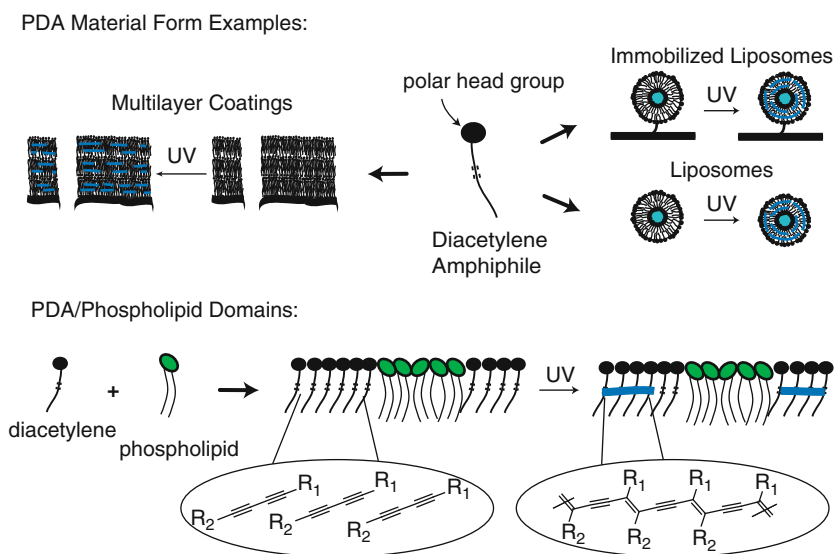 PDA Material Form Examples:
Immobilized Liposomes
polar head group
UV
Multilayer Coatings
UV
Liposomes
UV
Diacetylene
Amphiphile
PDA/Phospholipid Domains:
UV
+
diacetylene
phospholipid
R1
R1
R1
R2
R2
R2
R1
R1
R1
R2
R2
R2